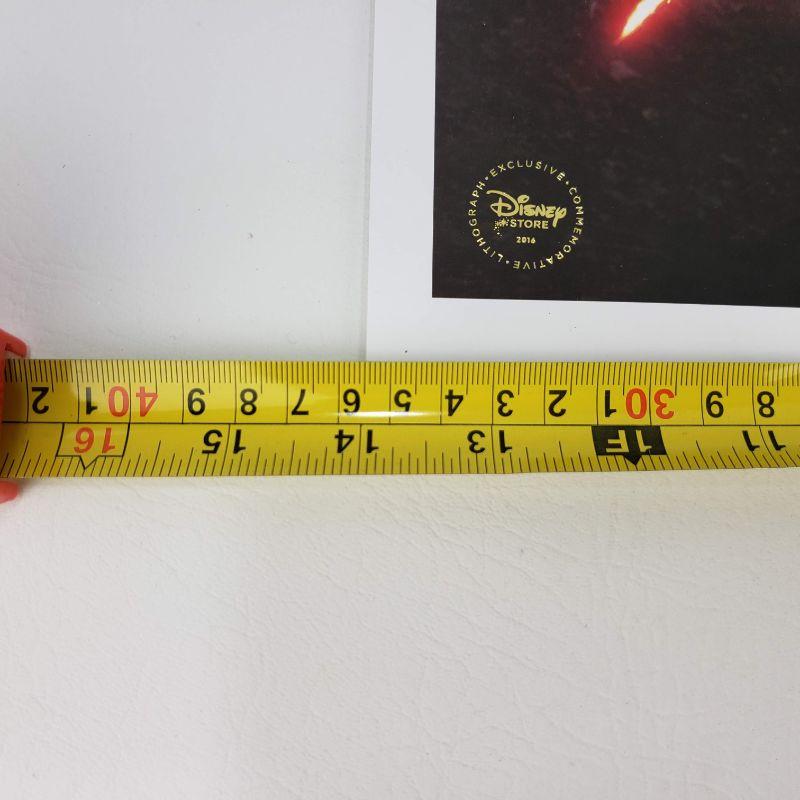 EXCLUSIVE • COMMEMORATIVE • LITHOGRAPH •
Disney
STORE
2016
2 1 40 9 8 7 6 5 4 3 2 1 30 9 8
16 15 14 13 1F 11